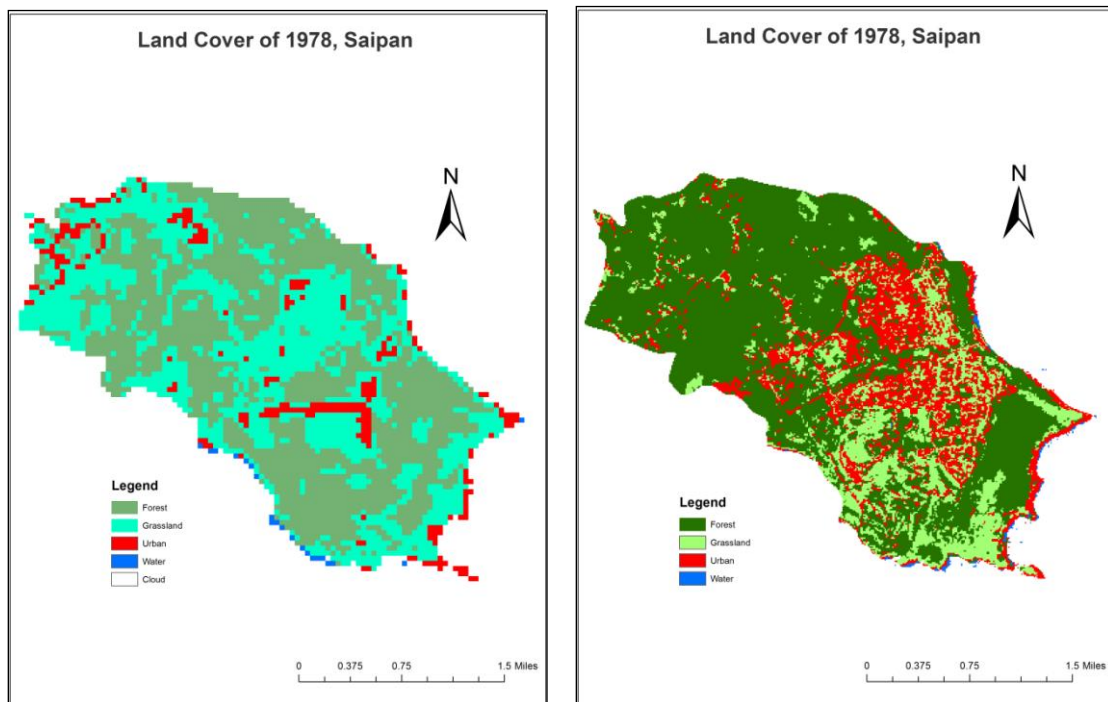 Land Cover of 1978, Saipan
N
Legend
Forest
Grassland
Urban
Water
Cloud
0 0.375 0.75 1.5 Miles
Land Cover of 1978, Saipan
N
Legend
Forest
Grassland
Urban
Water
0 0.375 0.75 1.5 Miles